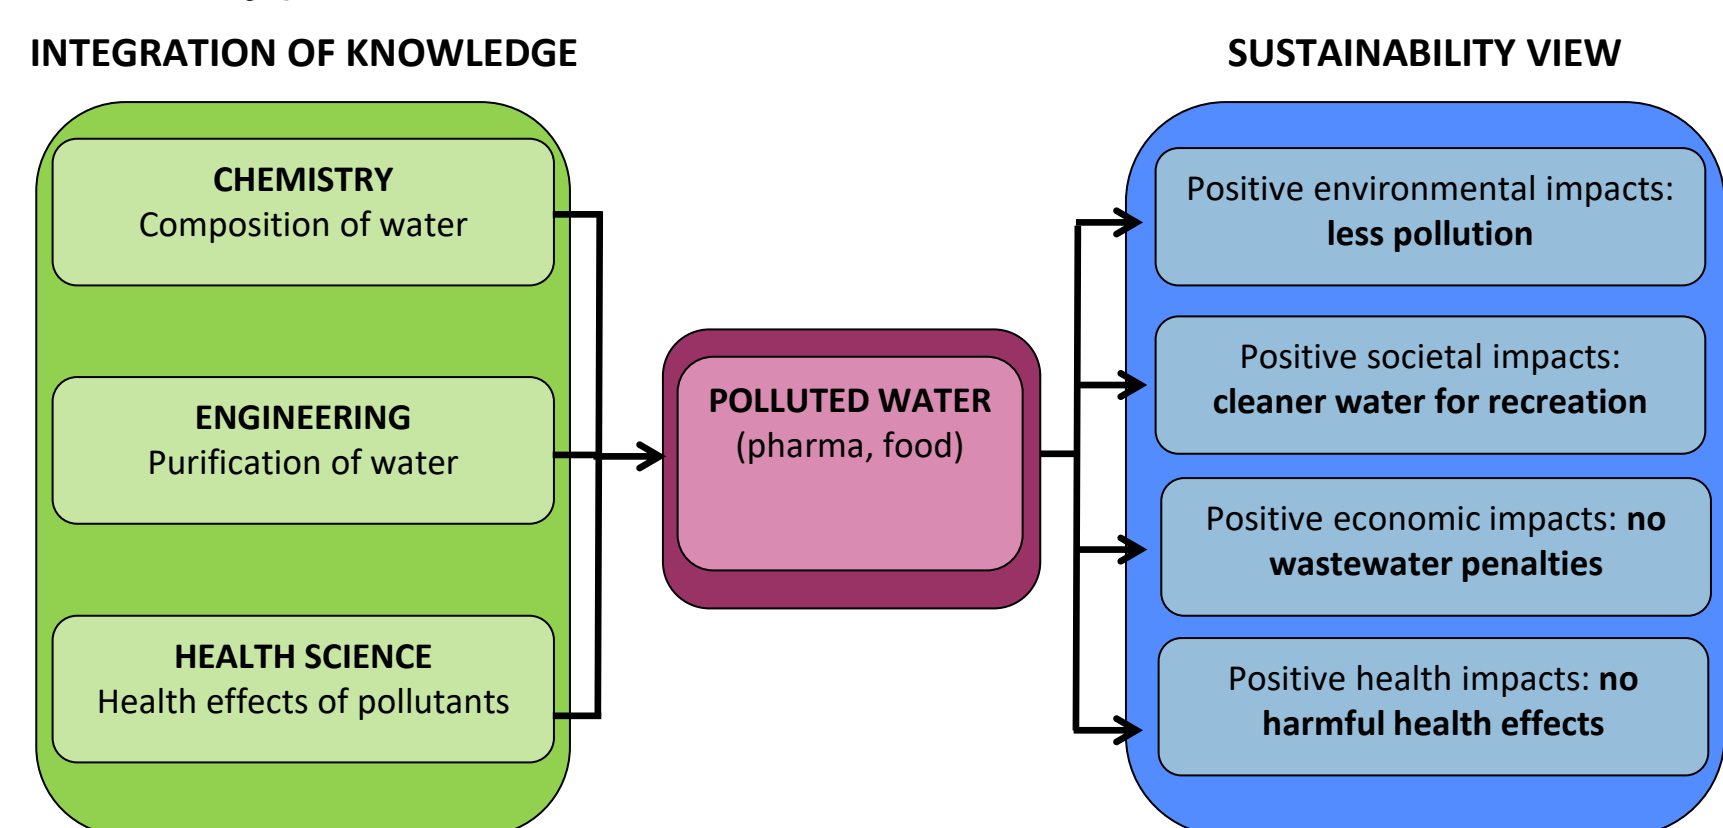 INTEGRATION OF KNOWLEDGE
CHEMISTRY
Composition of water
ENGINEERING
Purification of water
HEALTH SCIENCE
Health effects of pollutants
POLLUTED WATER
(pharma, food)
SUSTAINABILITY VIEW
Positive environmental impacts:
less pollution
Positive societal impacts:
cleaner water for recreation
Positive economic impacts: no
wastewater penalties
Positive health impacts: no
harmful health effects